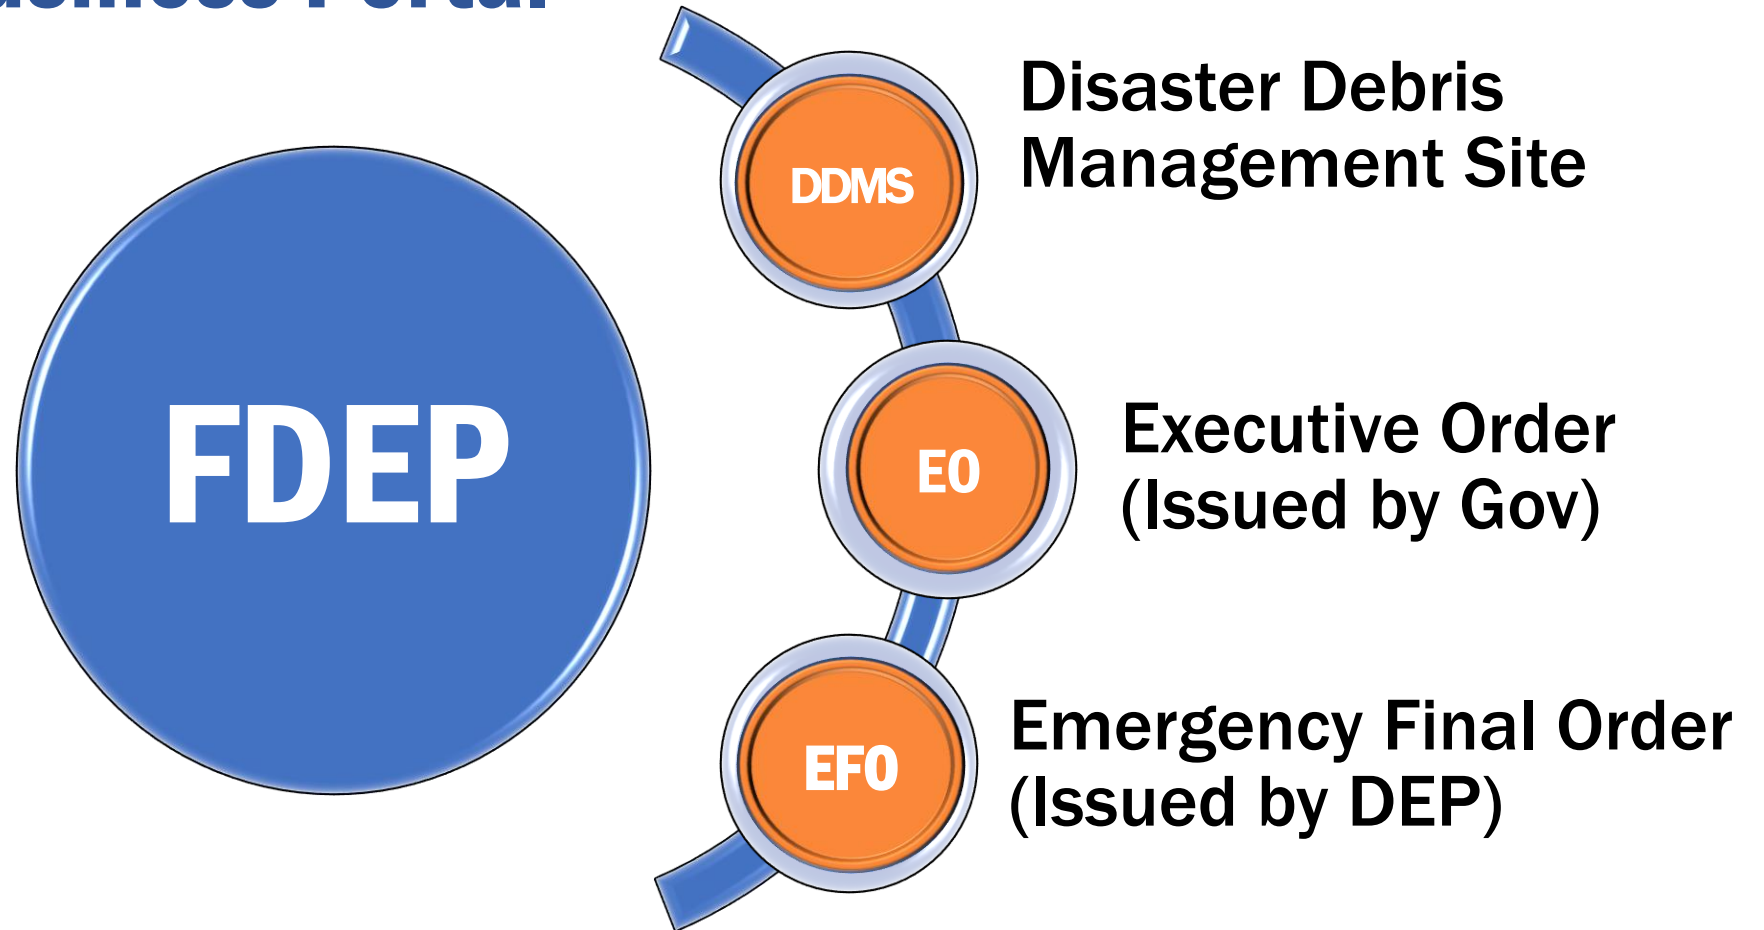 Portal
FDEP
DDMS
Disaster Debris
Management Site
EO
Executive Order
(Issued by Gov)
EFO
Emergency Final Order
(Issued by DEP)